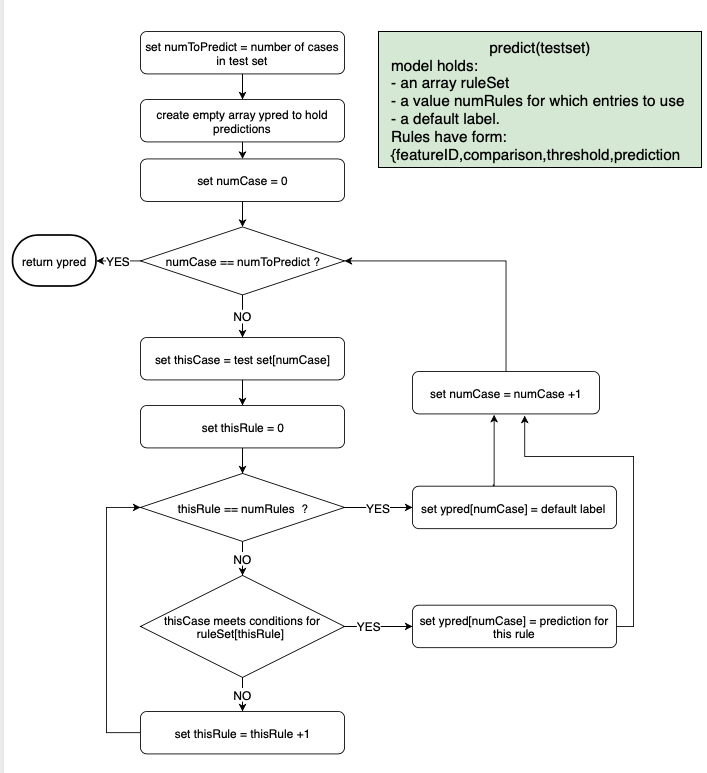 set numToPredict = number of cases
in test set
predict(testset)
model holds:
- an array ruleSet
- a value numRules for which entries to use
- a default label.
Rules have form:
{featureID,comparison,threshold,prediction
create empty array ypred to hold
predictions
set numCase = 0
return ypred
YES
numCase == numToPredict ?
NO
set thisCase = test set[numCase]
set numCase = numCase +1
set thisRule = 0
thisRule == numRules  ?
YES
set ypred[numCase] = default label
NO
thisCase meets conditions for
ruleSet[thisRule]
YES
set ypred[numCase] = prediction for
this rule
NO
set thisRule = thisRule +1